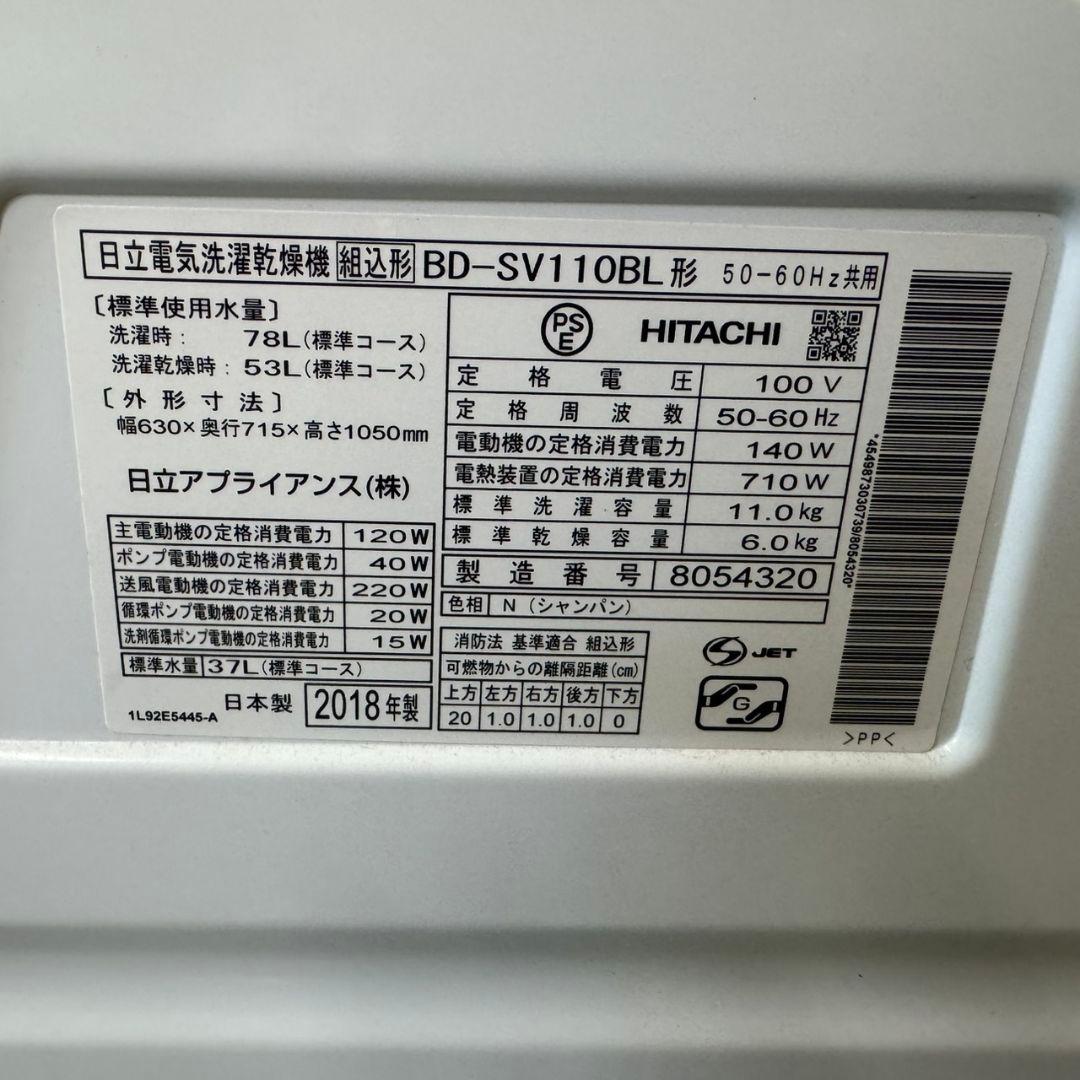 日立電気洗濯乾燥機 組込形 BD-SV110BL形 50-60Hz共用
〔標準使用水量〕
洗濯時: 78L(標準コース)
洗濯乾燥時: 53L(標準コース)
〔外形寸法〕
幅630×奥行715×高さ1050mm
日立アプライアンス(株)
主電動機の定格消費電力 120W
ポンプ電動機の定格消費電力 40W
送風電動機の定格消費電力 220W
循環ポンプ電動機の定格消費電力 20W
洗剤循環ポンプ電動機の定格消費電力 15W
標準水量 37L(標準コース)
1L92E5445-A 日本製 2018年製
PSE HITACHI
定格電圧 100V
定格周波数 50-60Hz
電動機の定格消費電力 140W
電熱装置の定格消費電力 710W
標準洗濯容量 11.0kg
標準乾燥容量 6.0kg
製造番号 8054320
色相 N(シャンパン)
消防法 基準適合 組込形
可燃物からの離隔距離(cm)
上方 左方 右方 後方 下方
20 1.0 1.0 1.0 0
S JET
G
*4549873030739/8054320*
>PP<